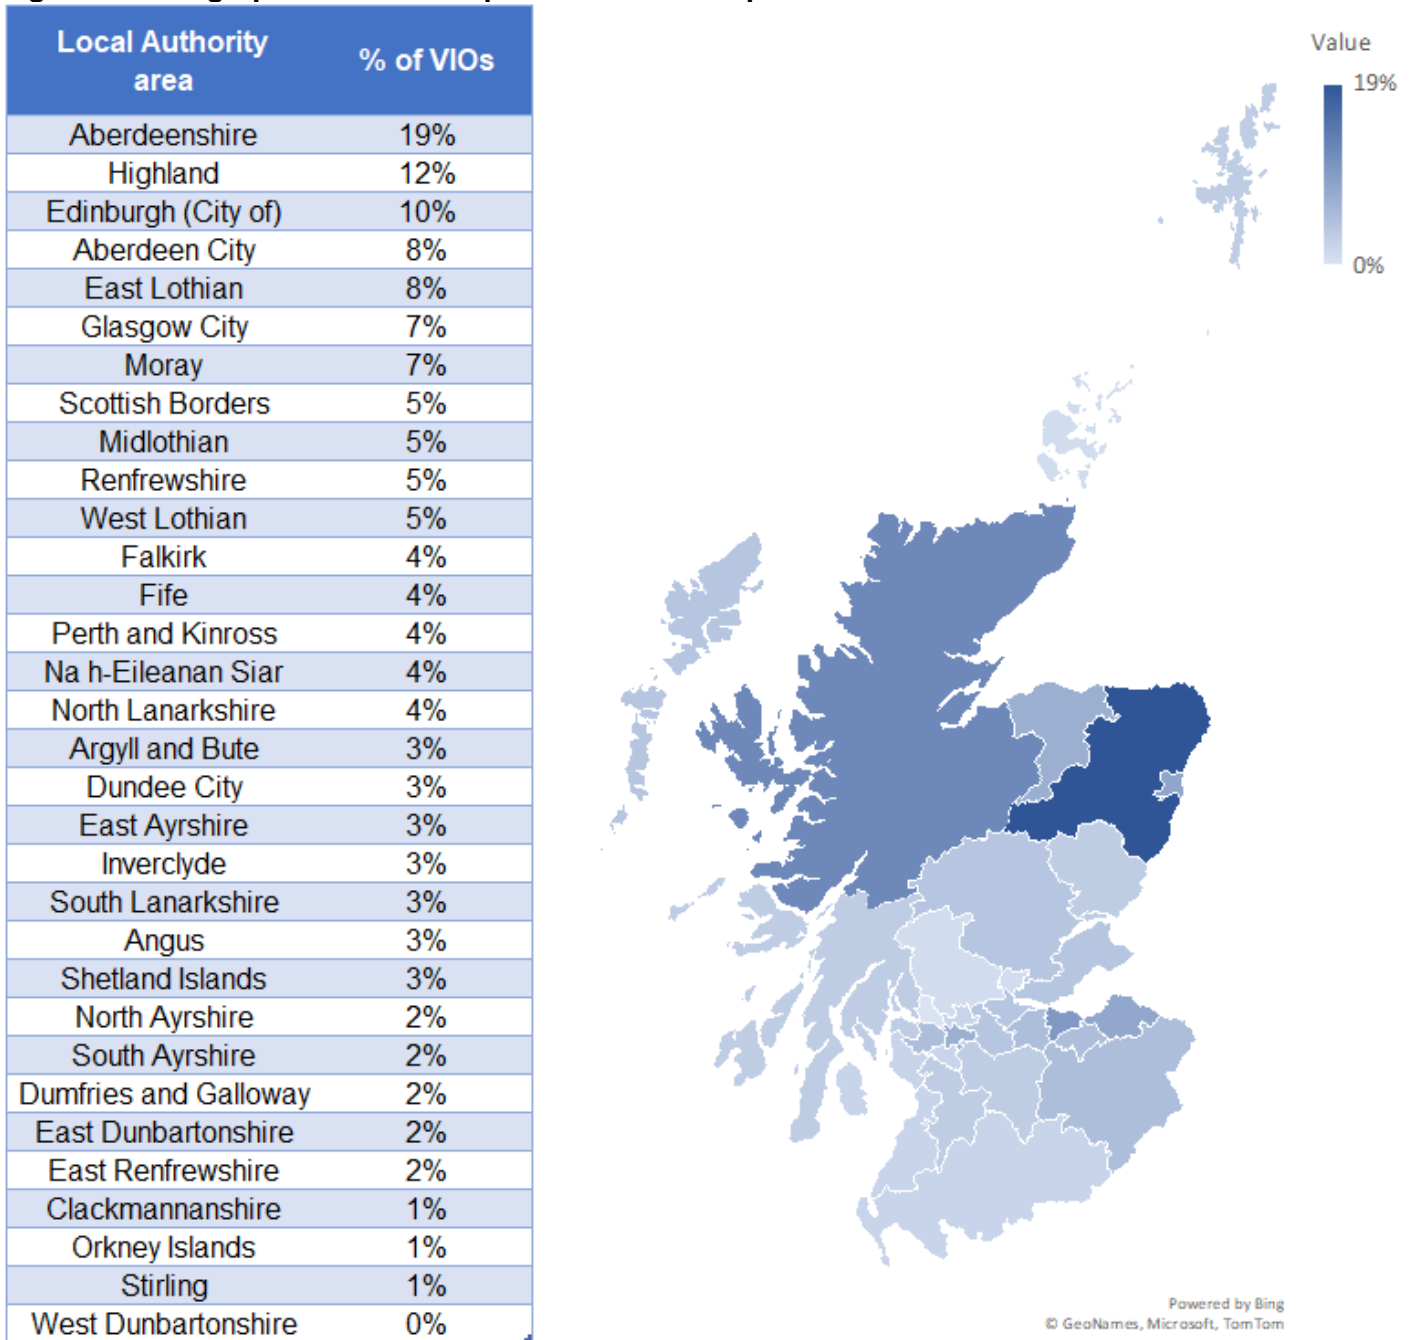 Local Authority
area
% of VIOs
Aberdeenshire 19%
Highland 12%
Edinburgh (City of) 10%
Aberdeen City 8%
East Lothian 8%
Glasgow City 7%
Moray 7%
Scottish Borders 5%
Midlothian 5%
Renfrewshire 5%
West Lothian 5%
Falkirk 4%
Fife 4%
Perth and Kinross 4%
Na h-Eileanan Siar 4%
North Lanarkshire 4%
Argyll and Bute 3%
Dundee City 3%
East Ayrshire 3%
Inverclyde 3%
South Lanarkshire 3%
Angus 3%
Shetland Islands 3%
North Ayrshire 2%
South Ayrshire 2%
Dumfries and Galloway 2%
East Dunbartonshire 2%
East Renfrewshire 2%
Clackmannanshire 1%
Orkney Islands 1%
Stirling 1%
West Dunbartonshire 0%
Value
19%
0%
Powered by Bing
© GeoNames, Microsoft, TomTom